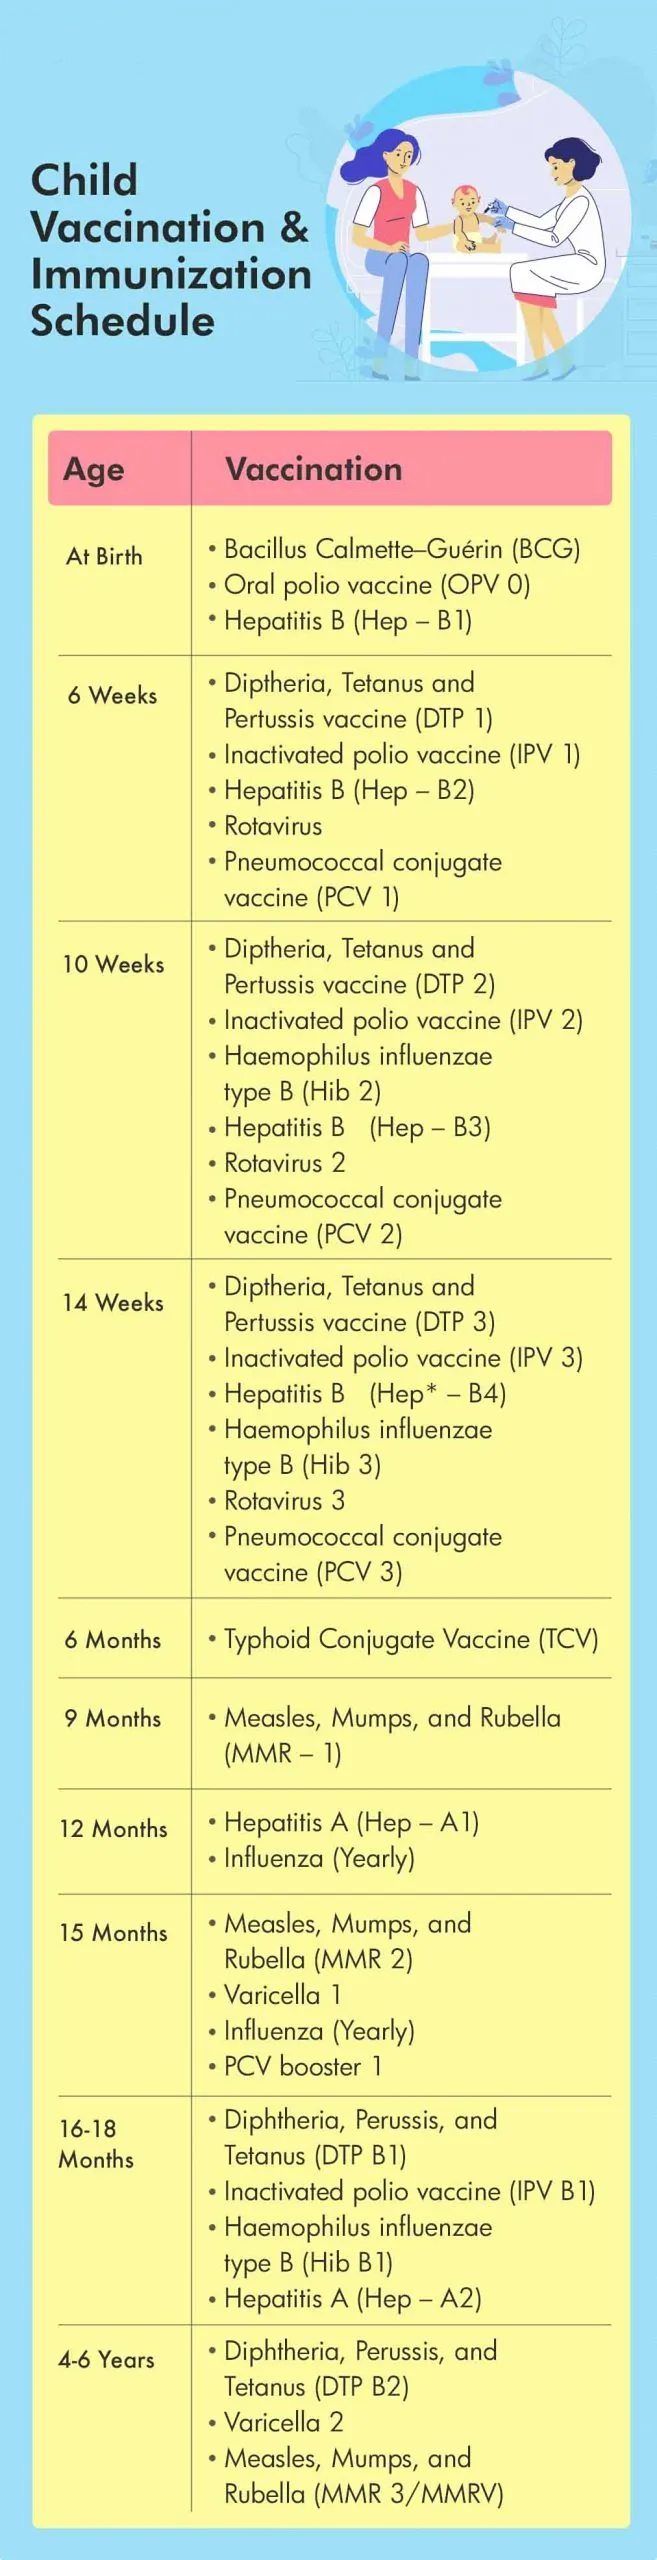 Child
Vaccination &
Immunization
Schedule
Age Vaccination
At Birth
• Bacillus Calmette–Guérin (BCG)
• Oral polio vaccine (OPV 0)
• Hepatitis B (Hep – B1)
6 Weeks
• Diptheria, Tetanus and
Pertussis vaccine (DTP 1)
• Inactivated polio vaccine (IPV 1)
• Hepatitis B (Hep – B2)
• Rotavirus
• Pneumococcal conjugate
vaccine (PCV 1)
10 Weeks
• Diptheria, Tetanus and
Pertussis vaccine (DTP 2)
• Inactivated polio vaccine (IPV 2)
• Haemophilus influenzae
type B (Hib 2)
• Hepatitis B (Hep – B3)
• Rotavirus 2
• Pneumococcal conjugate
vaccine (PCV 2)
14 Weeks
• Diptheria, Tetanus and
Pertussis vaccine (DTP 3)
• Inactivated polio vaccine (IPV 3)
• Hepatitis B (Hep* – B4)
• Haemophilus influenzae
type B (Hib 3)
• Rotavirus 3
• Pneumococcal conjugate
vaccine (PCV 3)
6 Months
• Typhoid Conjugate Vaccine (TCV)
9 Months
• Measles, Mumps, and Rubella
(MMR – 1)
12 Months
• Hepatitis A (Hep – A1)
• Influenza (Yearly)
15 Months
• Measles, Mumps, and
Rubella (MMR 2)
• Varicella 1
• Influenza (Yearly)
• PCV booster 1
16-18
Months
• Diphtheria, Perussis, and
Tetanus (DTP B1)
• Inactivated polio vaccine (IPV B1)
• Haemophilus influenzae
type B (Hib B1)
• Hepatitis A (Hep – A2)
4-6 Years
• Diphtheria, Perussis, and
Tetanus (DTP B2)
• Varicella 2
• Measles, Mumps, and
Rubella (MMR 3/MMRV)